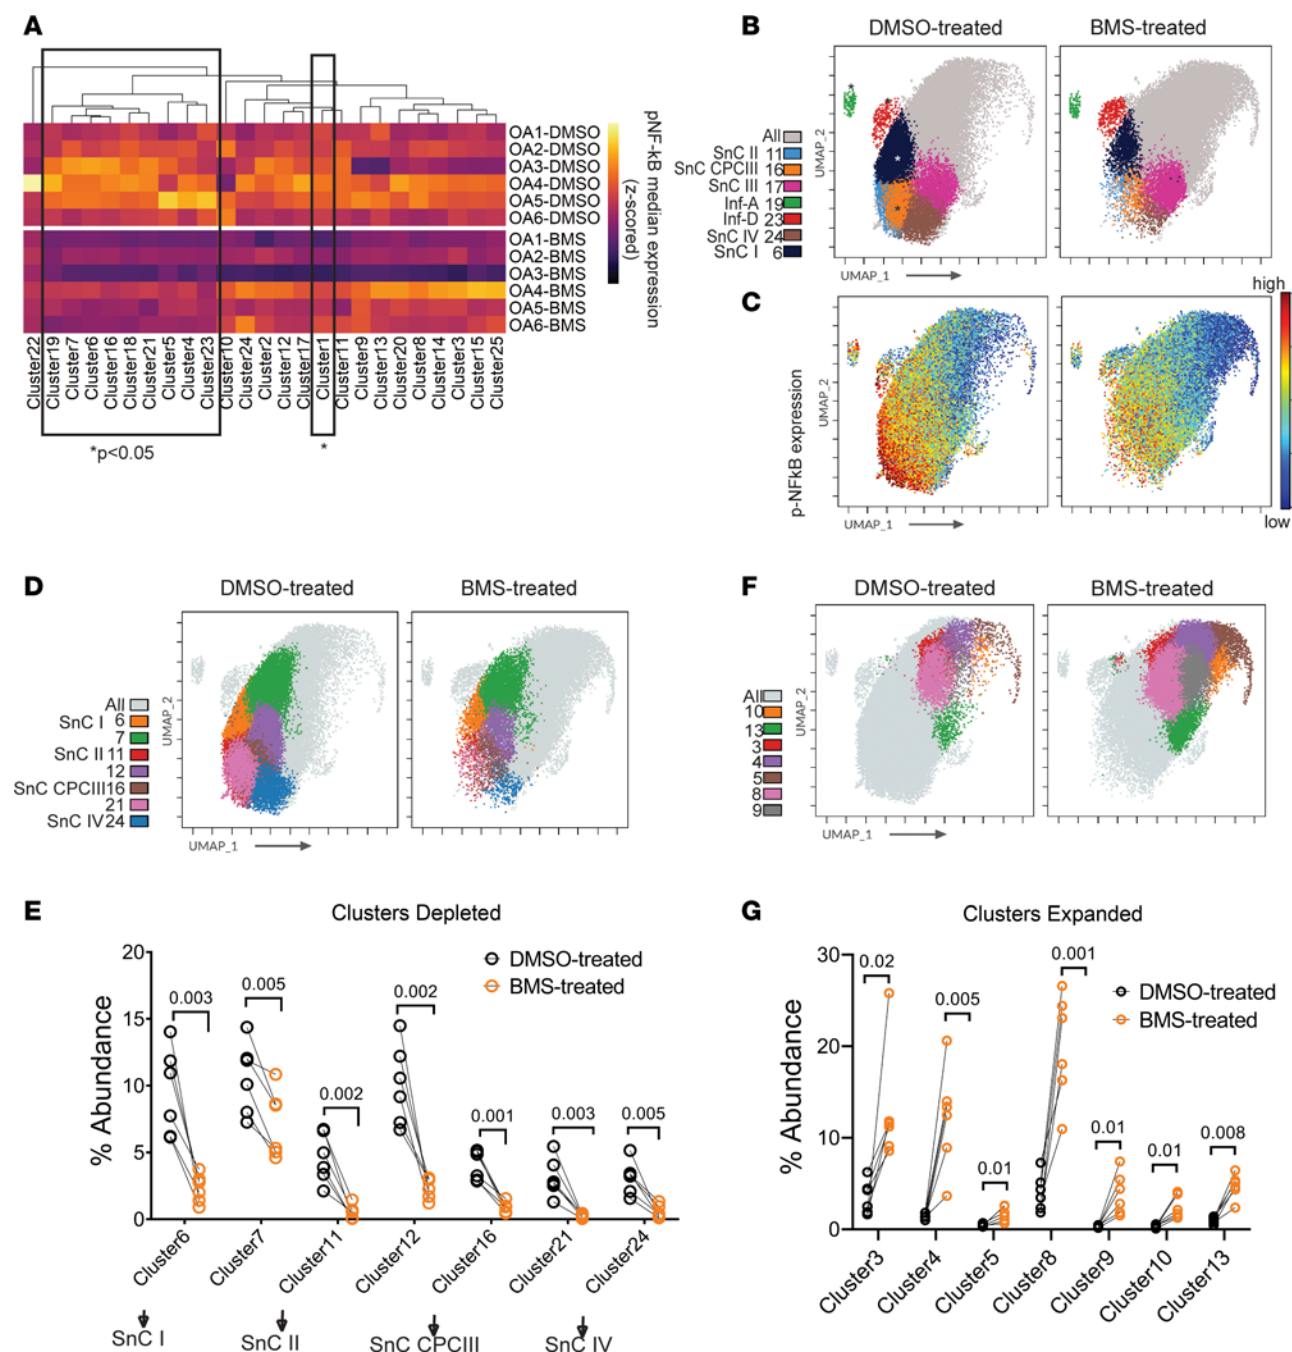 A
pNF-kB median expression
(z-scored)
OA1-DMSO
OA2-DMSO
OA3-DMSO
OA4-DMSO
OA5-DMSO
OA6-DMSO
OA1-BMS
OA2-BMS
OA3-BMS
OA4-BMS
OA5-BMS
OA6-BMS
Cluster22
Cluster19
Cluster7
Cluster6
Cluster16
Cluster18
Cluster21
Cluster5
Cluster4
Cluster23
Cluster10
Cluster24
Cluster2
Cluster12
Cluster17
Cluster1
Cluster11
Cluster9
Cluster13
Cluster20
Cluster8
Cluster14
Cluster3
Cluster15
Cluster25
*p<0.05
*
B
DMSO-treated
BMS-treated
All
SnC II 11
SnC CPCIII 16
SnC III 17
Inf-A 19
Inf-D 23
SnC IV 24
SnC I 6
UMAP_2
UMAP_1
*
*
*
*
C
p-NFkB expression
UMAP_2
UMAP_1
high
low
D
DMSO-treated
BMS-treated
All
SnC I 6
7
SnC II 11
12
SnC CPCIII16
21
SnC IV24
UMAP_2
UMAP_1
F
DMSO-treated
BMS-treated
All
10
13
3
4
5
8
9
UMAP_2
UMAP_1
E
Clusters Depleted
% Abundance
20
15
10
5
0
DMSO-treated
BMS-treated
0.003
0.005
0.002
0.002
0.001
0.003
0.005
Cluster6
Cluster7
Cluster11
Cluster12
Cluster16
Cluster21
Cluster24
SnC I
SnC II
SnC CPCIII
SnC IV
G
Clusters Expanded
% Abundance
30
20
10
0
DMSO-treated
BMS-treated
0.02
0.005
0.01
0.001
0.01
0.01
0.008
Cluster3
Cluster4
Cluster5
Cluster8
Cluster9
Cluster10
Cluster13